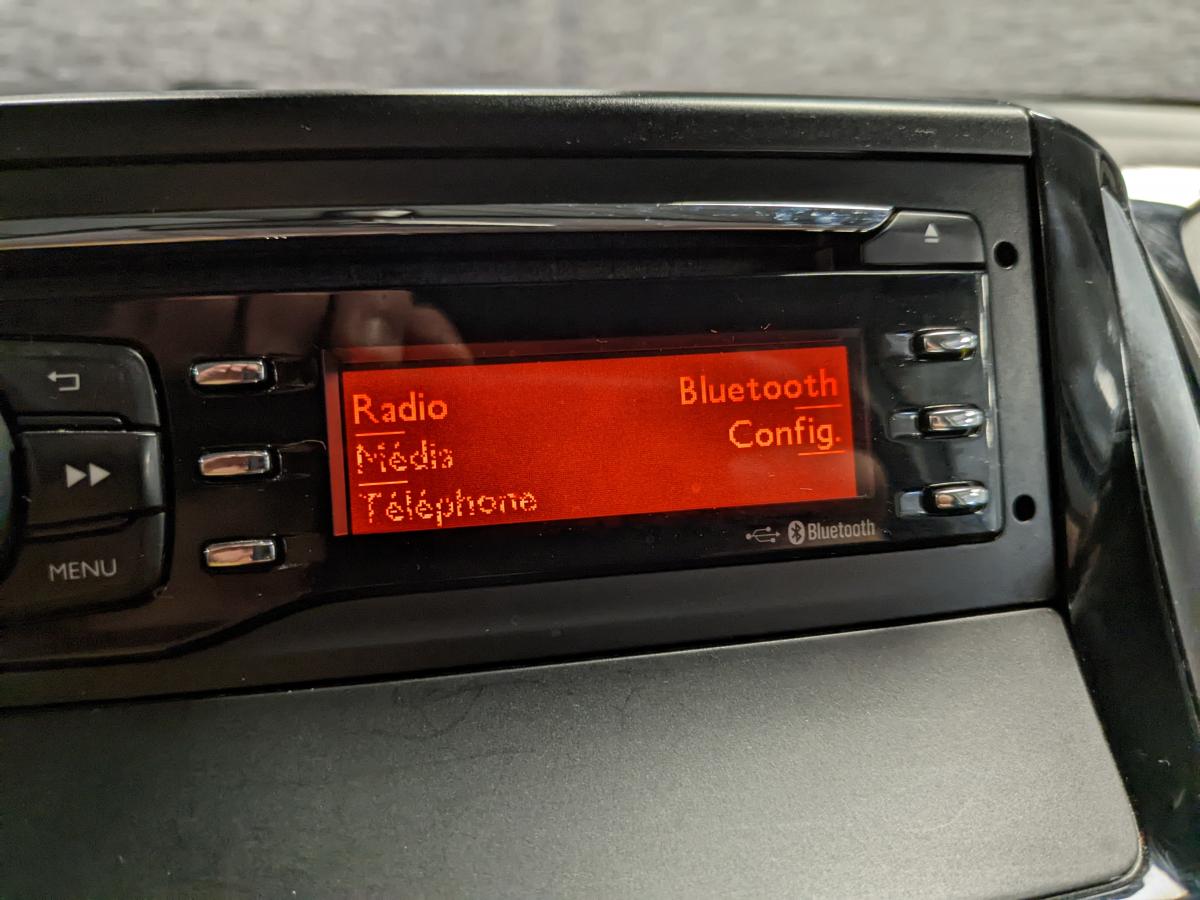 Radio
Média
Téléphone
Bluetooth
Config.
Bluetooth
MENU